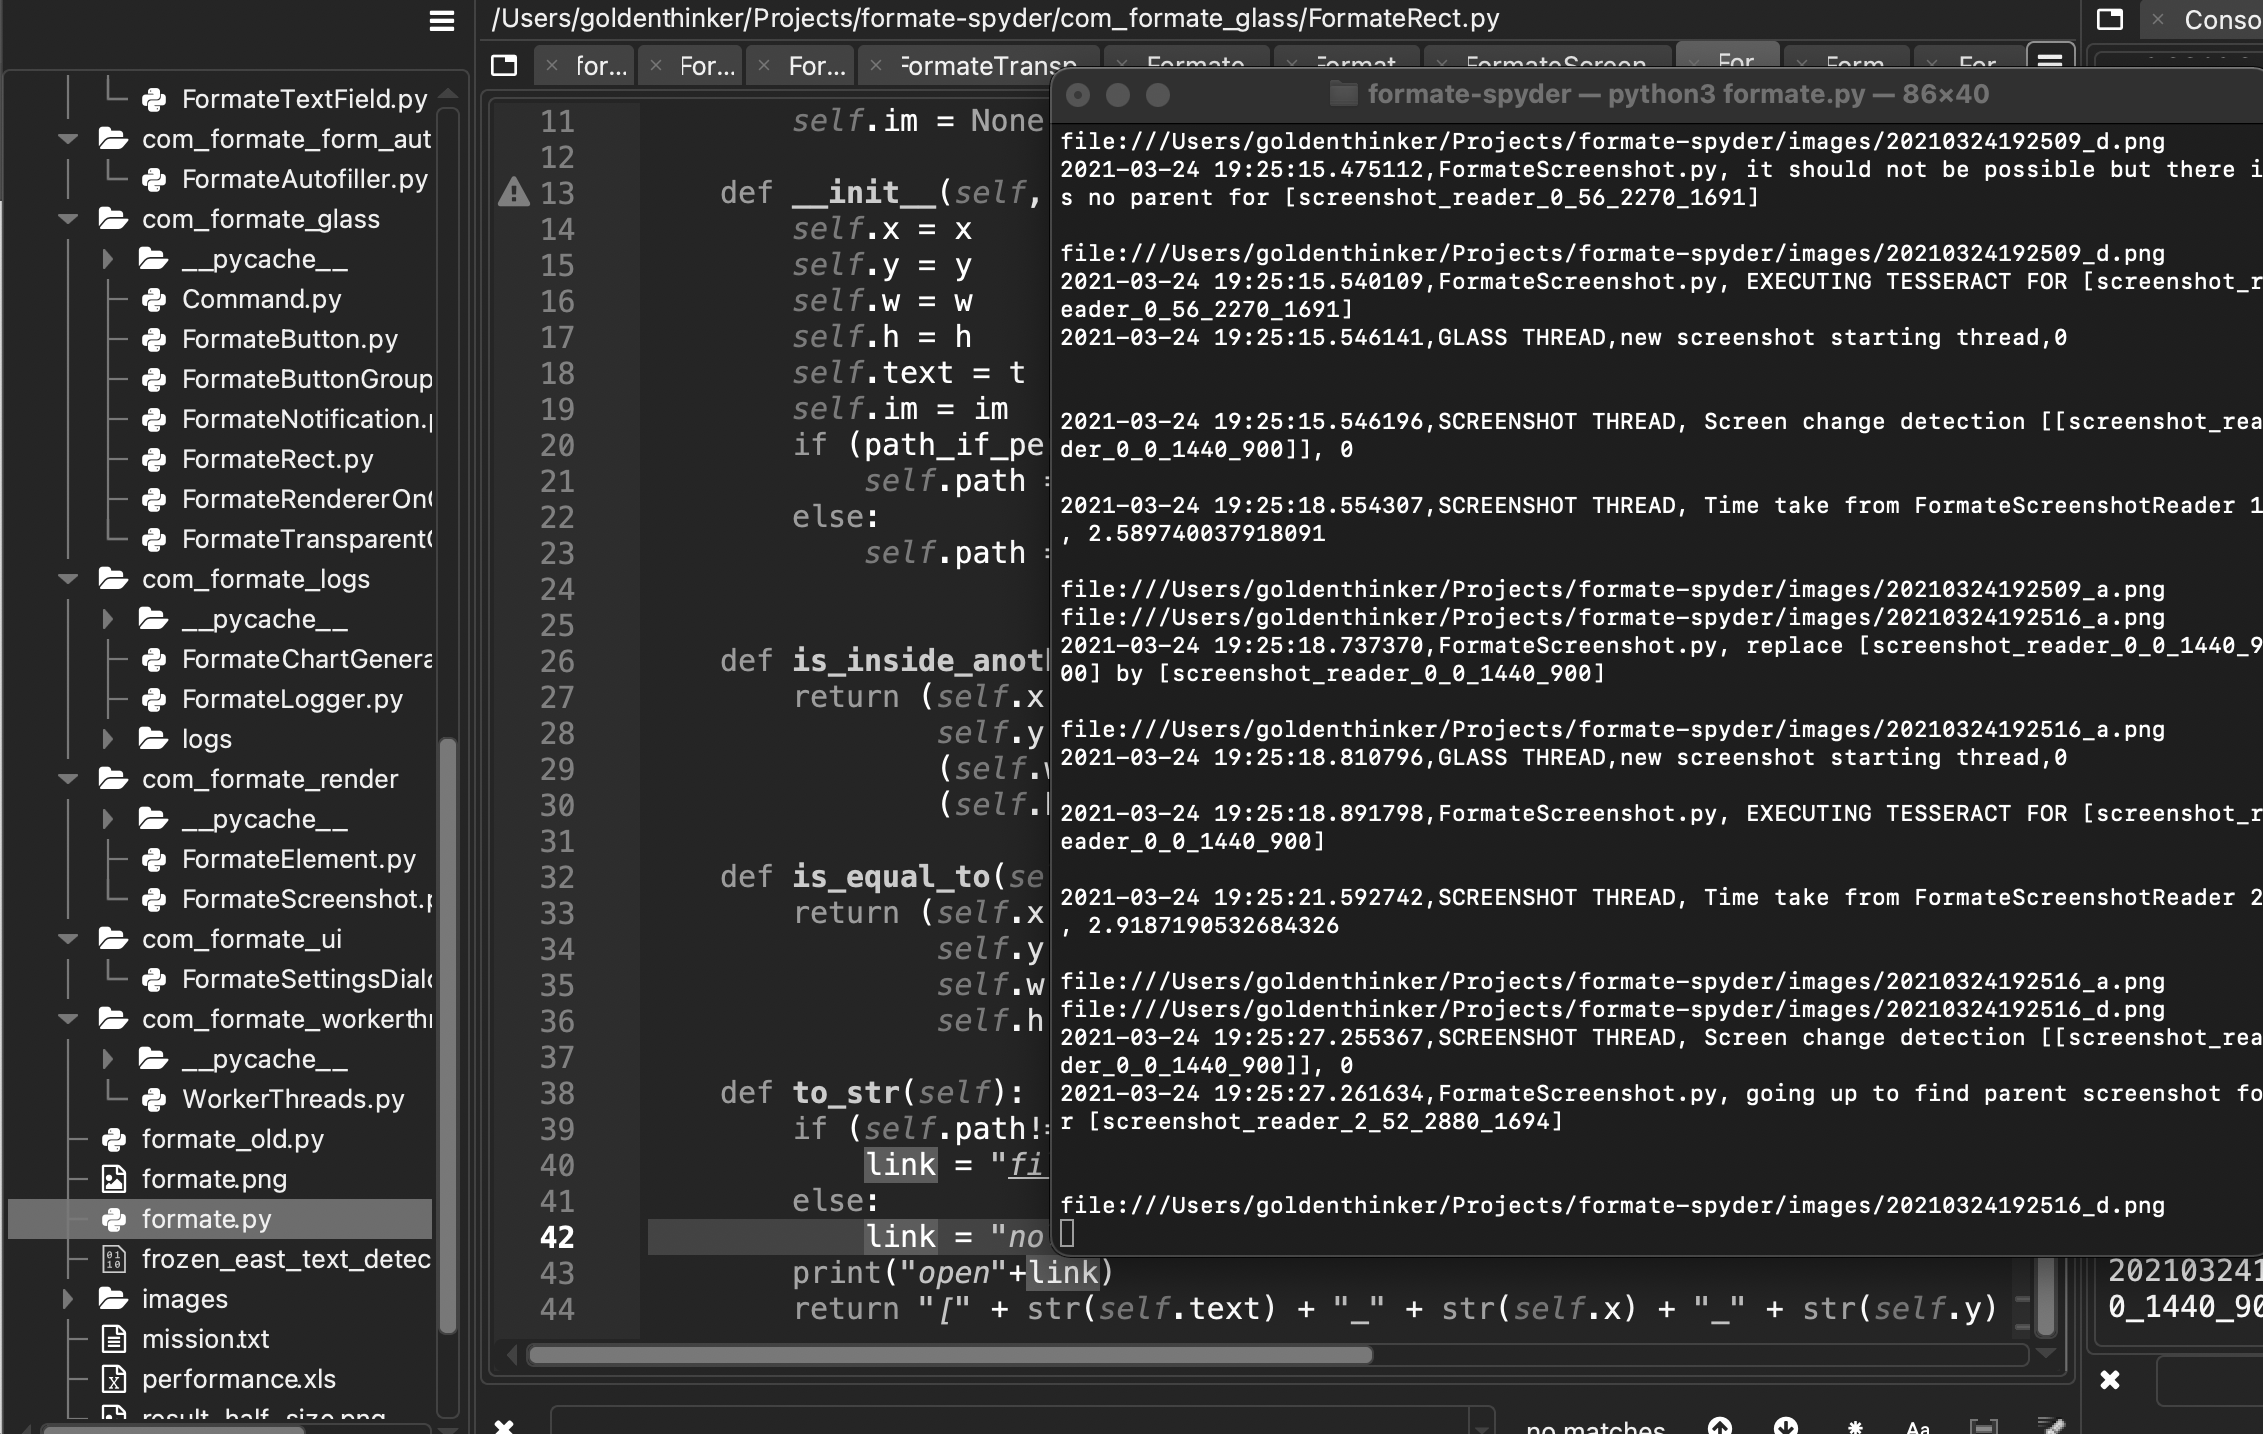 /Users/goldenthinker/Projects/formate-spyder/com_formate_glass/FormateRect.py
Conso
for...
For...
For...
FormateTransp
Formate
Format
FormateScreen
For
Form
For
FormateTextField.py
com_formate_form_aut
FormateAutofiller.py
com_formate_glass
__pycache__
Command.py
FormateButton.py
FormateButtonGroup
FormateNotification.p
FormateRect.py
FormateRendererOn
FormateTransparent
com_formate_logs
__pycache__
FormateChartGenera
FormateLogger.py
logs
com_formate_render
__pycache__
FormateElement.py
FormateScreenshot.p
com_formate_ui
FormateSettingsDialo
com_formate_workerth
__pycache__
WorkerThreads.py
formate_old.py
formate.png
formate.py
frozen_east_text_detec
images
mission.txt
performance.xls
result_half_size.png
11 self.im = None
12
13 def __init__(self,
14 self.x = x
15 self.y = y
16 self.w = w
17 self.h = h
18 self.text = t
19 self.im = im
20 if (path_if_pe
21 self.path =
22 else:
23 self.path =
24
25
26 def is_inside_anot
27 return (self.x
28 self.y
29 (self.w
30 (self.h
31
32 def is_equal_to(se
33 return (self.x
34 self.y
35 self.w
36 self.h
37
38 def to_str(self):
39 if (self.path!=
40 link = "fi
41 else:
42 link = "no
43 print("open"+link)
44 return "[" + str(self.text) + "_" + str(self.x) + "_" + str(self.y)
formate-spyder — python3 formate.py — 86×40
file:///Users/goldenthinker/Projects/formate-spyder/images/20210324192509_d.png
2021-03-24 19:25:15.475112,FormateScreenshot.py, it should not be possible but there i
s no parent for [screenshot_reader_0_56_2270_1691]
file:///Users/goldenthinker/Projects/formate-spyder/images/20210324192509_d.png
2021-03-24 19:25:15.540109,FormateScreenshot.py, EXECUTING TESSERACT FOR [screenshot_r
eader_0_56_2270_1691]
2021-03-24 19:25:15.546141,GLASS THREAD,new screenshot starting thread,0
2021-03-24 19:25:15.546196,SCREENSHOT THREAD, Screen change detection [[screenshot_rea
der_0_0_1440_900]], 0
2021-03-24 19:25:18.554307,SCREENSHOT THREAD, Time take from FormateScreenshotReader 1
, 2.589740037918091
file:///Users/goldenthinker/Projects/formate-spyder/images/20210324192509_a.png
file:///Users/goldenthinker/Projects/formate-spyder/images/20210324192516_a.png
2021-03-24 19:25:18.737370,FormateScreenshot.py, replace [screenshot_reader_0_0_1440_9
00] by [screenshot_reader_0_0_1440_900]
file:///Users/goldenthinker/Projects/formate-spyder/images/20210324192516_a.png
2021-03-24 19:25:18.810796,GLASS THREAD,new screenshot starting thread,0
2021-03-24 19:25:18.891798,FormateScreenshot.py, EXECUTING TESSERACT FOR [screenshot_r
eader_0_0_1440_900]
2021-03-24 19:25:21.592742,SCREENSHOT THREAD, Time take from FormateScreenshotReader 2
, 2.9187190532684326
file:///Users/goldenthinker/Projects/formate-spyder/images/20210324192516_a.png
file:///Users/goldenthinker/Projects/formate-spyder/images/20210324192516_d.png
2021-03-24 19:25:27.255367,SCREENSHOT THREAD, Screen change detection [[screenshot_rea
der_0_0_1440_900]], 0
2021-03-24 19:25:27.261634,FormateScreenshot.py, going up to find parent screenshot fo
r [screenshot_reader_2_52_2880_1694]
file:///Users/goldenthinker/Projects/formate-spyder/images/20210324192516_d.png
202103241
0_1440_90
no matches
Aa